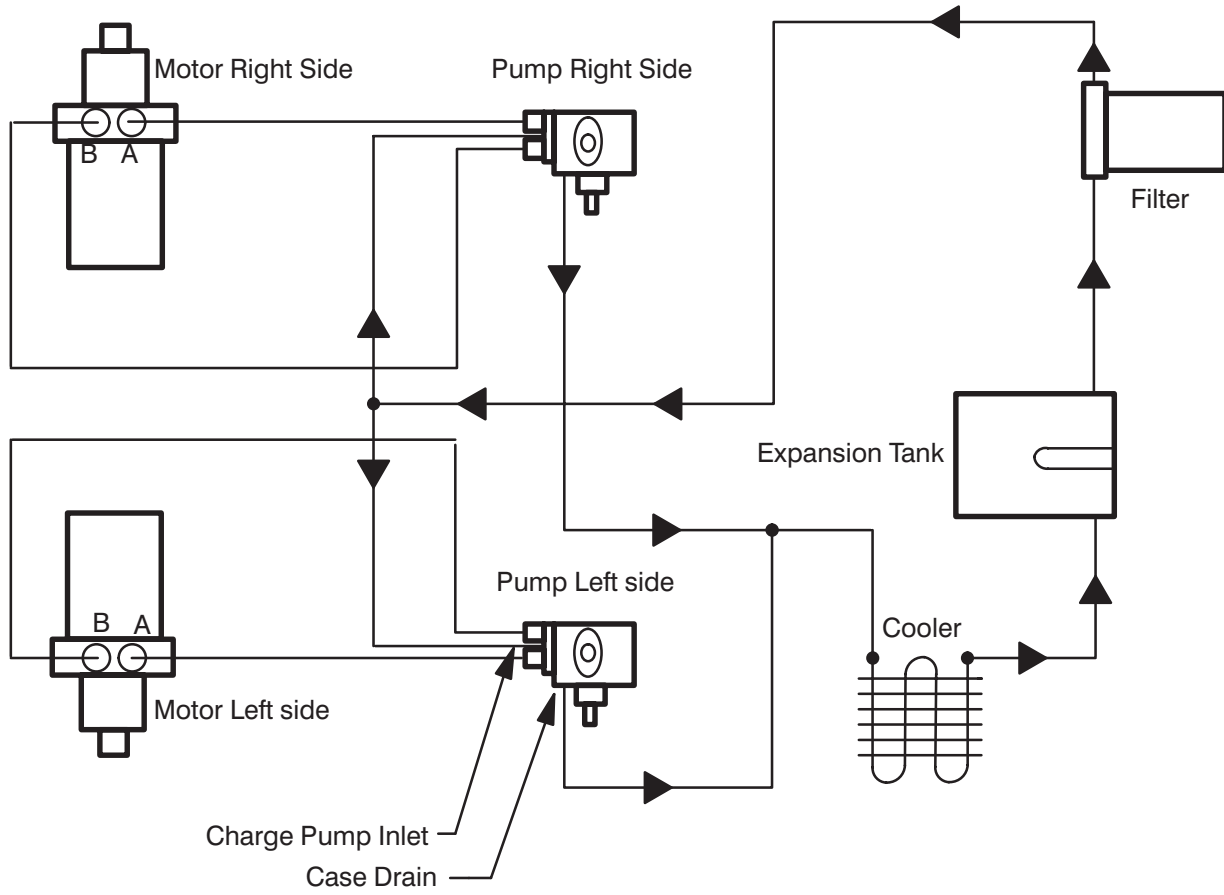 Motor Right Side
Pump Right Side
B A
Filter
Expansion Tank
Pump Left side
B A
Cooler
Motor Left side
Charge Pump Inlet
Case Drain